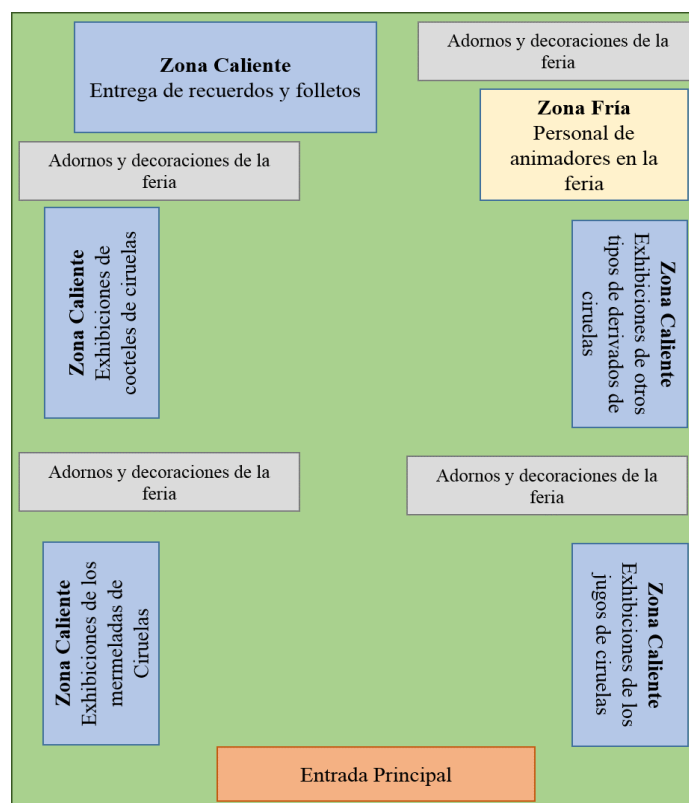 Zona Caliente
Entrega de recuerdos y folletos
Adornos y decoraciones de la
feria
Zona Fría
Personal de
animadores en la
feria
Adornos y decoraciones de la
feria
Zona Caliente
Exhibiciones de
cocteles de ciruelas
Zona Caliente
Exhibiciones de otros
tipos de derivados de
ciruelas
Adornos y decoraciones de la
feria
Adornos y decoraciones de la
feria
Zona Caliente
Exhibiciones de los
mermeladas de
Ciruelas
Zona Caliente
Exhibiciones de los
jugos de ciruelas
Entrada Principal